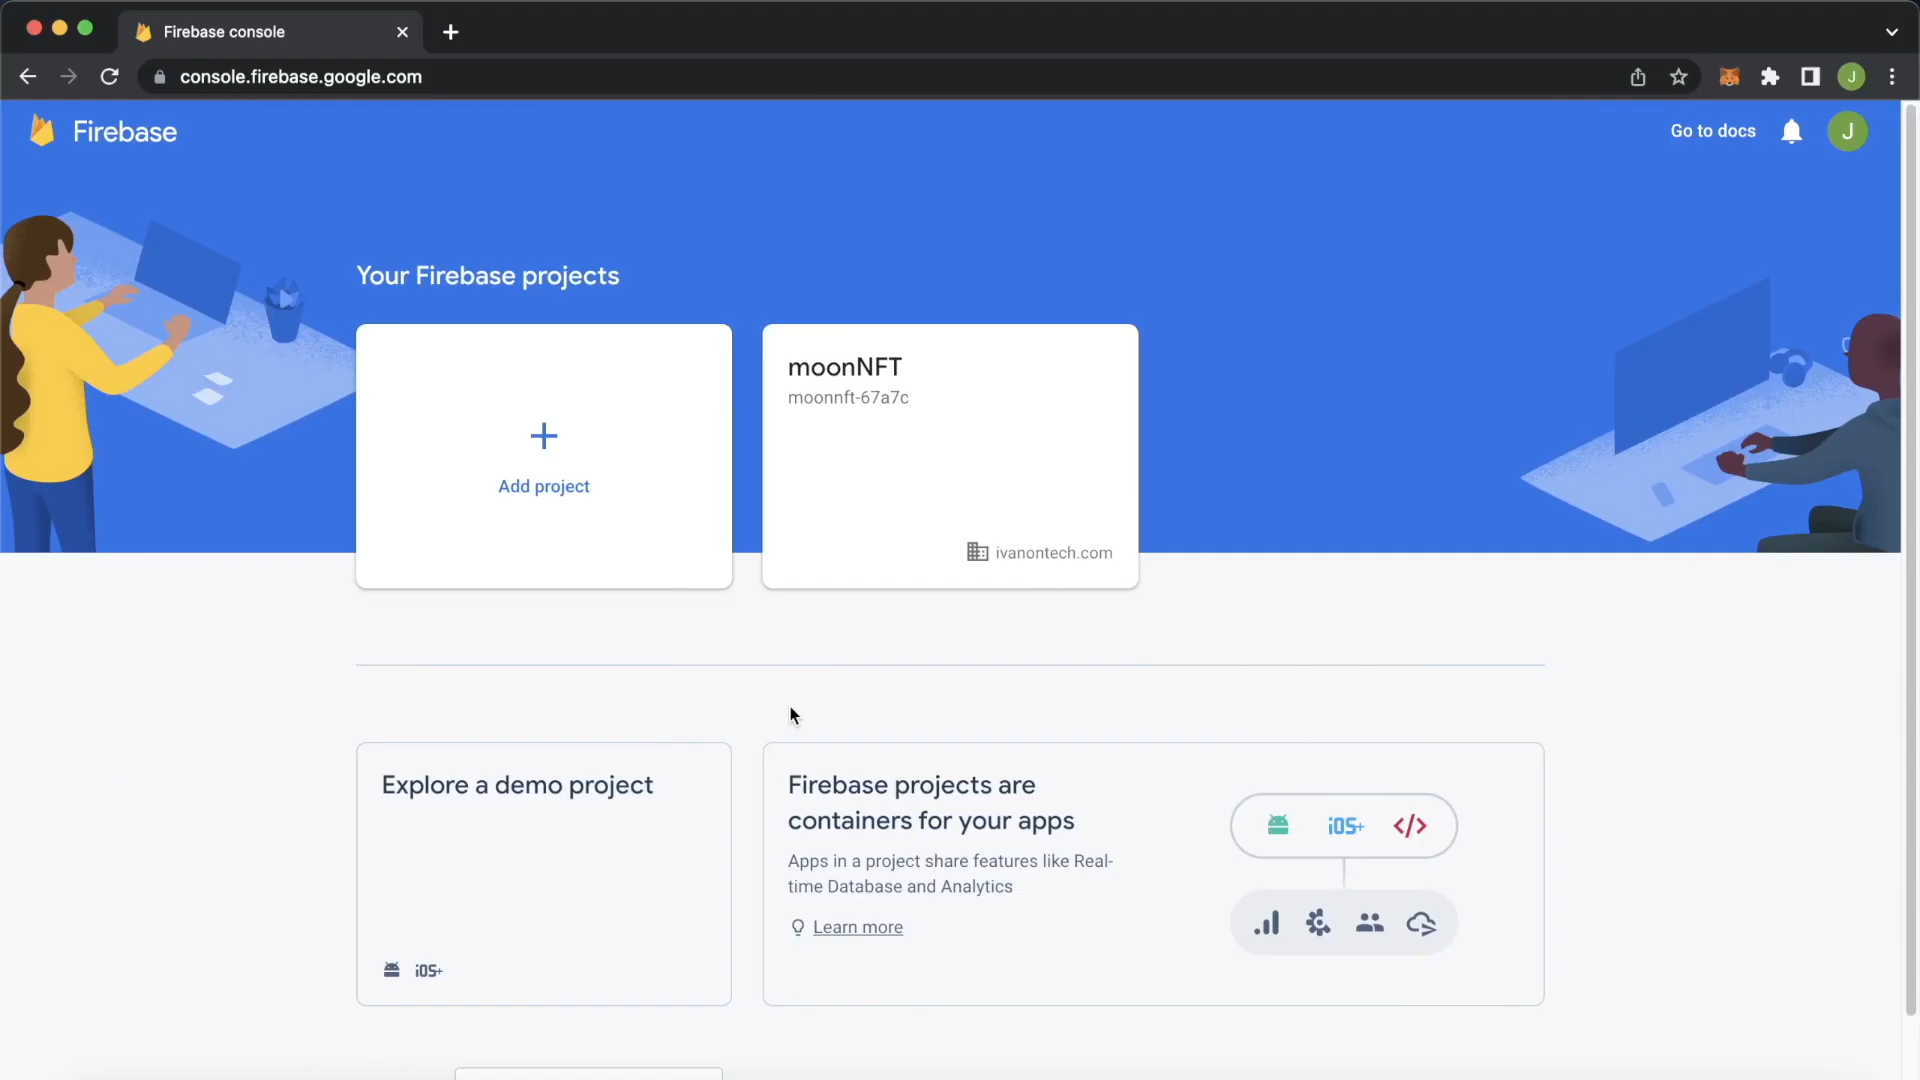 Firebase console
console.firebase.google.com
J
Firebase
Go to docs
J
Your Firebase projects
Add project
moonNFT
moonnft-67a7c
ivanontech.com
Explore a demo project
iOS+
Firebase projects are
containers for your apps
Apps in a project share features like Real-
time Database and Analytics
Learn more
iOS+